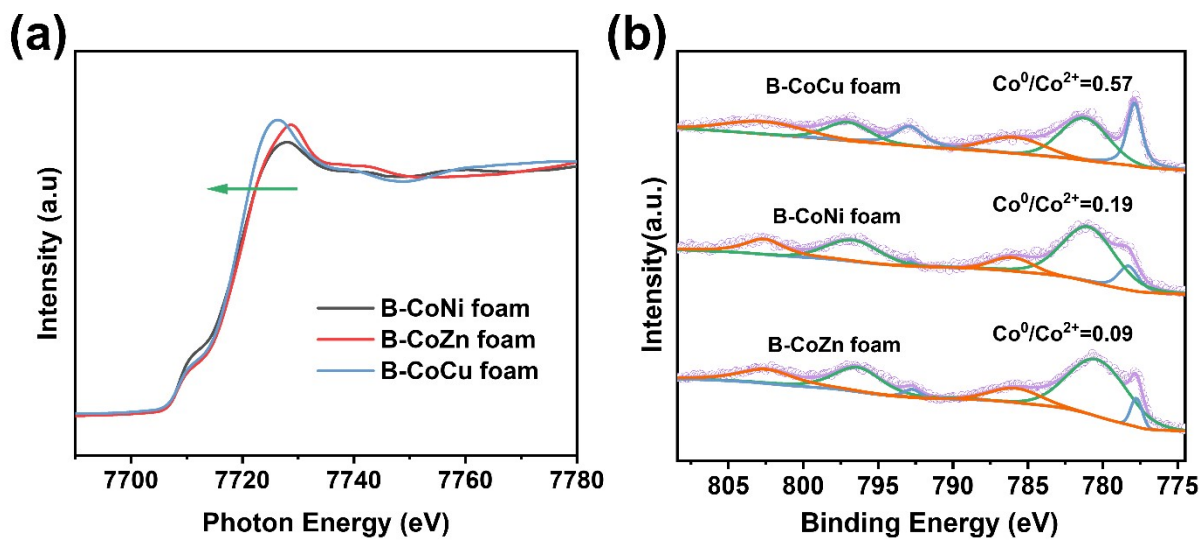 (a)
Intensity (a.u)
B-CoNi foam
B-CoZn foam
B-CoCu foam
7700 7720 7740 7760 7780
Photon Energy (eV)
(b)
Intensity(a.u.)
B-CoCu foam Co⁰/Co²⁺=0.57
B-CoNi foam Co⁰/Co²⁺=0.19
B-CoZn foam Co⁰/Co²⁺=0.09
805 800 795 790 785 780 775
Binding Energy (eV)